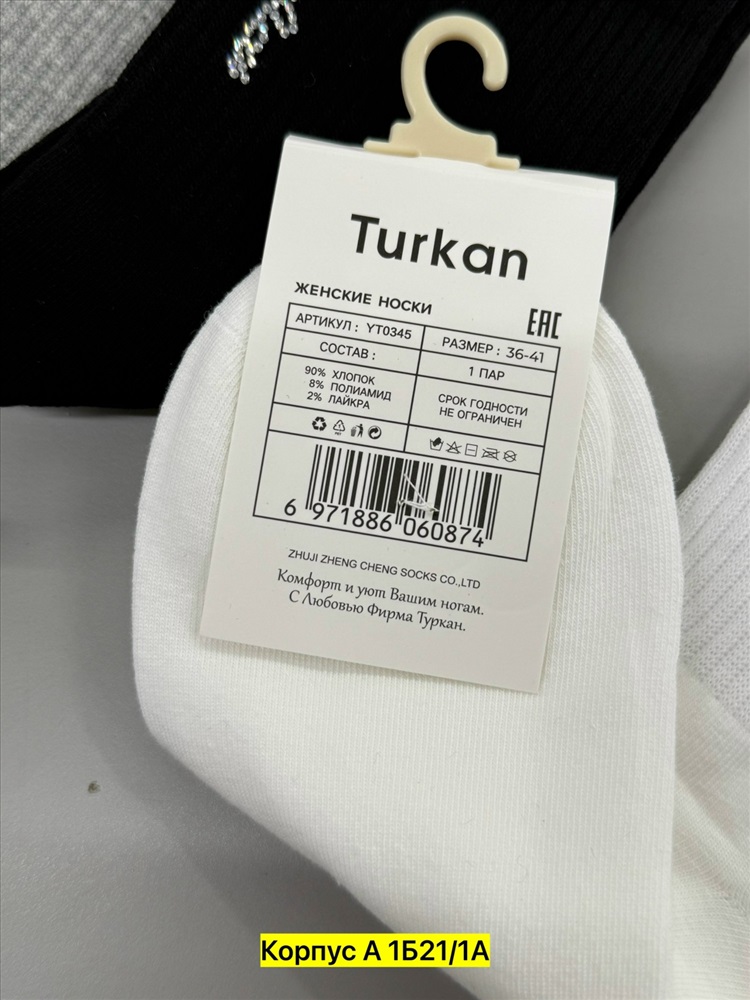 Turkan
ЖЕНСКИЕ НОСКИ
EAC
АРТИКУЛ : YT0345
РАЗМЕР : 36-41
СОСТАВ :
1 ПАР
90% ХЛОПОК
8% ПОЛИАМИД
2% ЛАЙКРА
СРОК ГОДНОСТИ
НЕ ОГРАНИЧЕН
6 971886 060874
ZHUJI ZHENG CHENG SOCKS CO.,LTD
Комфорт и уют Вашим ногам.
С Любовью Фирма Туркан.
Корпус А 1Б21/1А